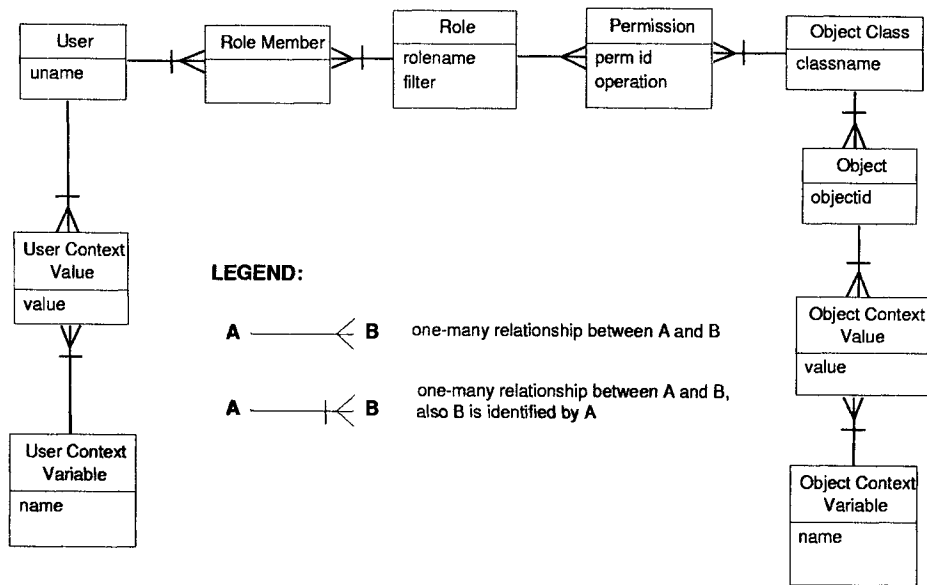 User
uname
Role Member
Role
rolename
filter
Permission
perm id
operation
Object Class
classname
Object
objectid
User Context
Value
value
Object Context
Value
value
User Context
Variable
name
Object Context
Variable
name
LEGEND:
A B one-many relationship between A and B
A B one-many relationship between A and B,
also B is identified by A